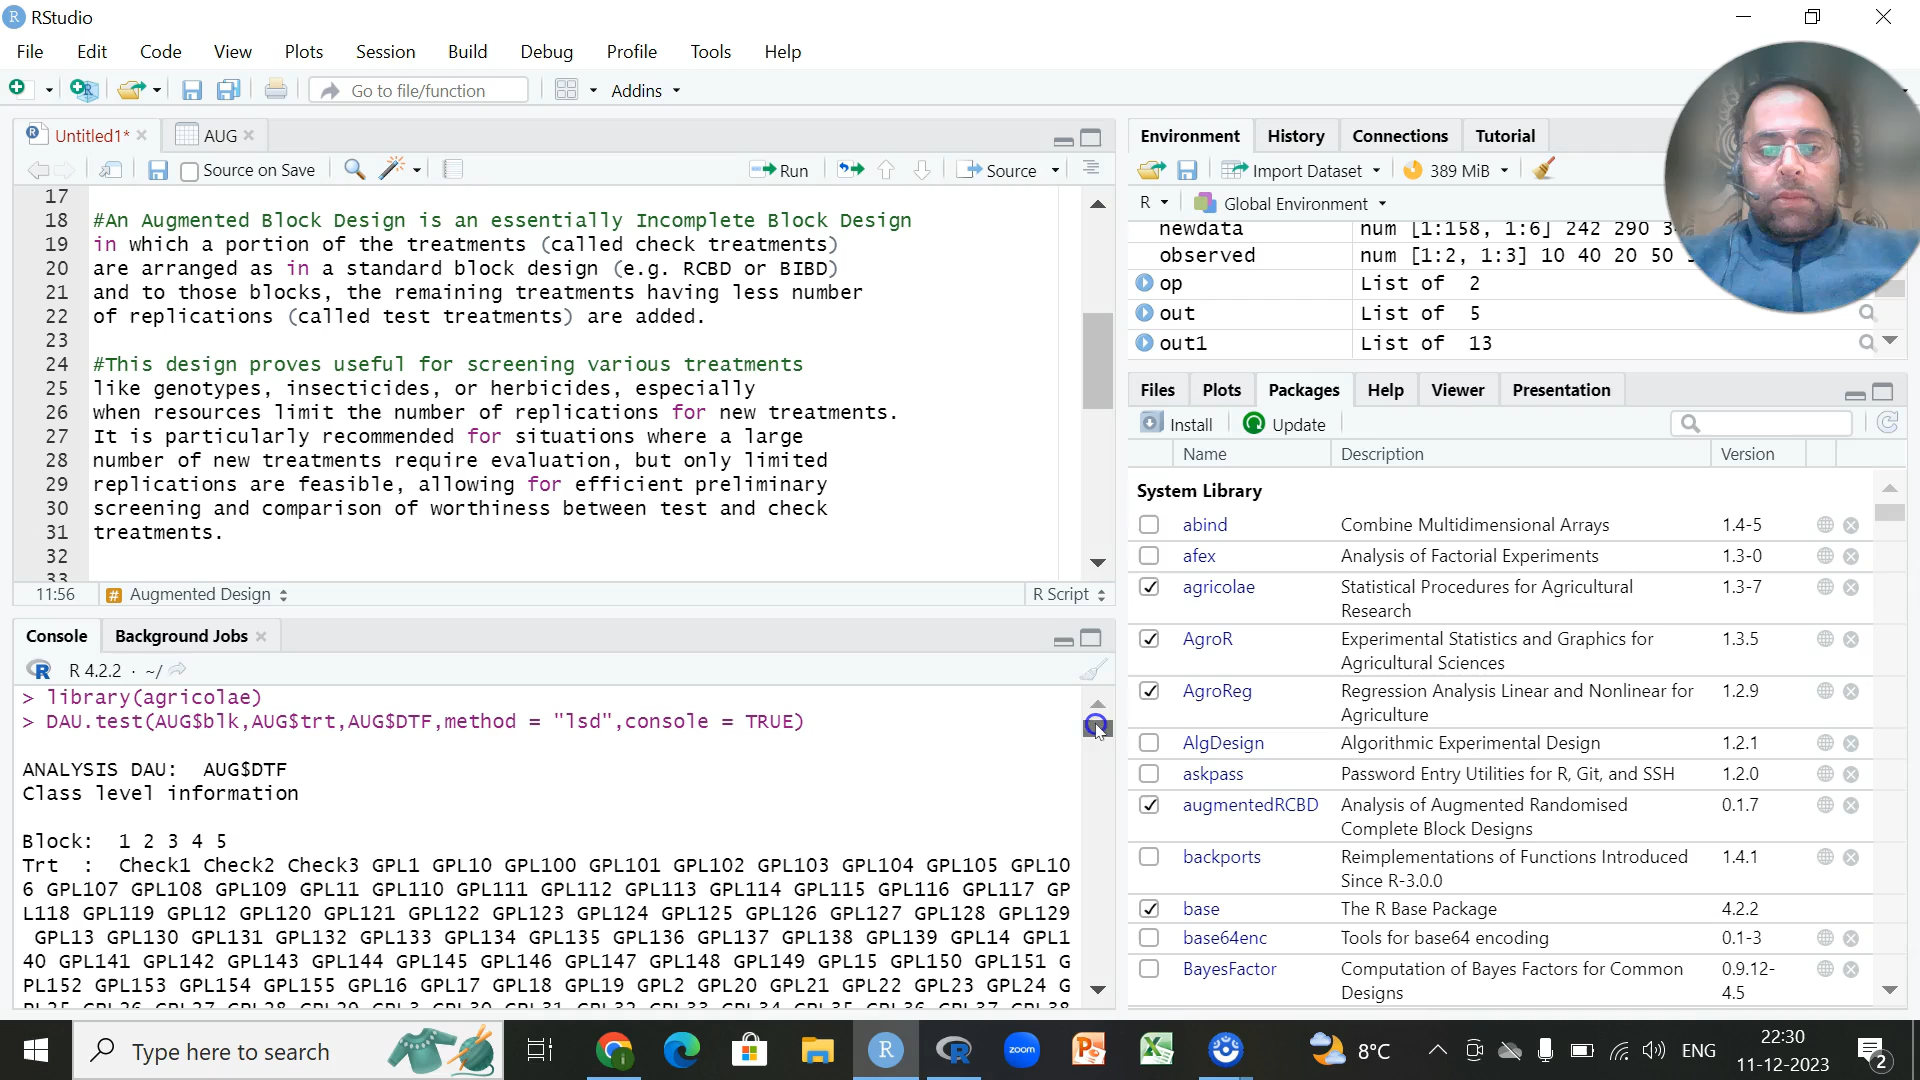 RStudio
File Edit Code View Plots Session Build Debug Profile Tools Help
Go to file/function Addins
Untitled1* AUG
Source on Save Run Source
17
18 #An Augmented Block Design is an essentially Incomplete Block Design
19 in which a portion of the treatments (called check treatments)
20 are arranged as in a standard block design (e.g. RCBD or BIBD)
21 and to those blocks, the remaining treatments having less number
22 of replications (called test treatments) are added.
23
24 #This design proves useful for screening various treatments
25 like genotypes, insecticides, or herbicides, especially
26 when resources limit the number of replications for new treatments.
27 It is particularly recommended for situations where a large
28 number of new treatments require evaluation, but only limited
29 replications are feasible, allowing for efficient preliminary
30 screening and comparison of worthiness between test and check
31 treatments.
32
33
11:56 # Augmented Design R Script
Console Background Jobs
R 4.2.2 · ~/
> library(agricolae)
> DAU.test(AUG$blk,AUG$trt,AUG$DTF,method = "lsd",console = TRUE)
ANALYSIS DAU: AUG$DTF
Class level information
Block: 1 2 3 4 5
Trt : Check1 Check2 Check3 GPL1 GPL10 GPL100 GPL101 GPL102 GPL103 GPL104 GPL105 GPL10
6 GPL107 GPL108 GPL109 GPL11 GPL110 GPL111 GPL112 GPL113 GPL114 GPL115 GPL116 GPL117 GP
L118 GPL119 GPL12 GPL120 GPL121 GPL122 GPL123 GPL124 GPL125 GPL126 GPL127 GPL128 GPL129
GPL13 GPL130 GPL131 GPL132 GPL133 GPL134 GPL135 GPL136 GPL137 GPL138 GPL139 GPL14 GPL1
40 GPL141 GPL142 GPL143 GPL144 GPL145 GPL146 GPL147 GPL148 GPL149 GPL15 GPL150 GPL151 G
PL152 GPL153 GPL154 GPL155 GPL16 GPL17 GPL18 GPL19 GPL2 GPL20 GPL21 GPL22 GPL23 GPL24 G
PL25 GPL26 GPL27 GPL28 GPL29 GPL3 GPL30 GPL31 GPL32 GPL33 GPL34 GPL35 GPL36 GPL37 GPL38
Environment History Connections Tutorial
Import Dataset 389 MiB
R Global Environment
newdata num [1:158, 1:6] 242 290
observed num [1:2, 1:3] 10 40 20 50
op List of 2
out List of 5
out1 List of 13
Files Plots Packages Help Viewer Presentation
Install Update
Name Description Version
System Library
abind Combine Multidimensional Arrays 1.4-5
afex Analysis of Factorial Experiments 1.3-0
agricolae Statistical Procedures for Agricultural 1.3-7
Research
AgroR Experimental Statistics and Graphics for 1.3.5
Agricultural Sciences
AgroReg Regression Analysis Linear and Nonlinear for 1.2.9
Agriculture
AlgDesign Algorithmic Experimental Design 1.2.1
askpass Password Entry Utilities for R, Git, and SSH 1.2.0
augmentedRCBD Analysis of Augmented Randomised 0.1.7
Complete Block Designs
backports Reimplementations of Functions Introduced 1.4.1
Since R-3.0.0
base The R Base Package 4.2.2
base64enc Tools for base64 encoding 0.1-3
BayesFactor Computation of Bayes Factors for Common 0.9.12-
Designs 4.5
Type here to search zoom 8°C ENG 22:30
11-12-2023 2